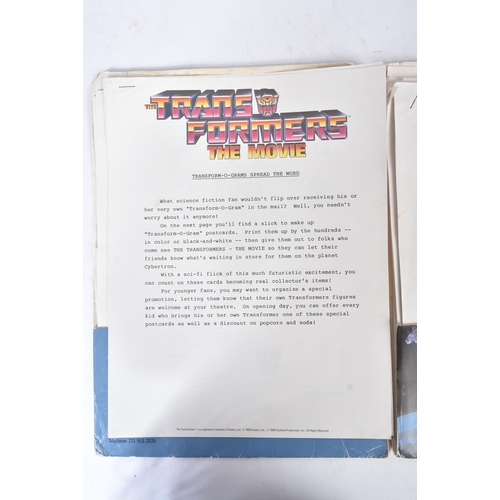 THE
TRANS
FORMERS
THE MOVIE
TRANSFORM-O-GRAMS SPREAD THE WORD
What science fiction fan wouldn't flip over receiving his or
her very own "Transform-O-Gram" in the mail? Well, you needn't
worry about it anymore!
On the next page you'll find a slick to make up
"Transform-O-Gram" postcards. Print them up by the hundreds --
in color or black-and-white -- then give them out to folks who
come see THE TRANSFORMERS - THE MOVIE so they can let their
friends know what's waiting in store for them on the planet
Cybertron.
With a sci-fi flick of this much futuristic excitement, you
can count on these cards becoming real collector's items!
For younger fans, you may want to organize a special
promotion, letting them know that their own Transformers figures
are welcome at your theatre. On opening day, you can offer every
kid who brings his or her own Transformer one of these special
postcards as well as a discount on popcorn and soda!